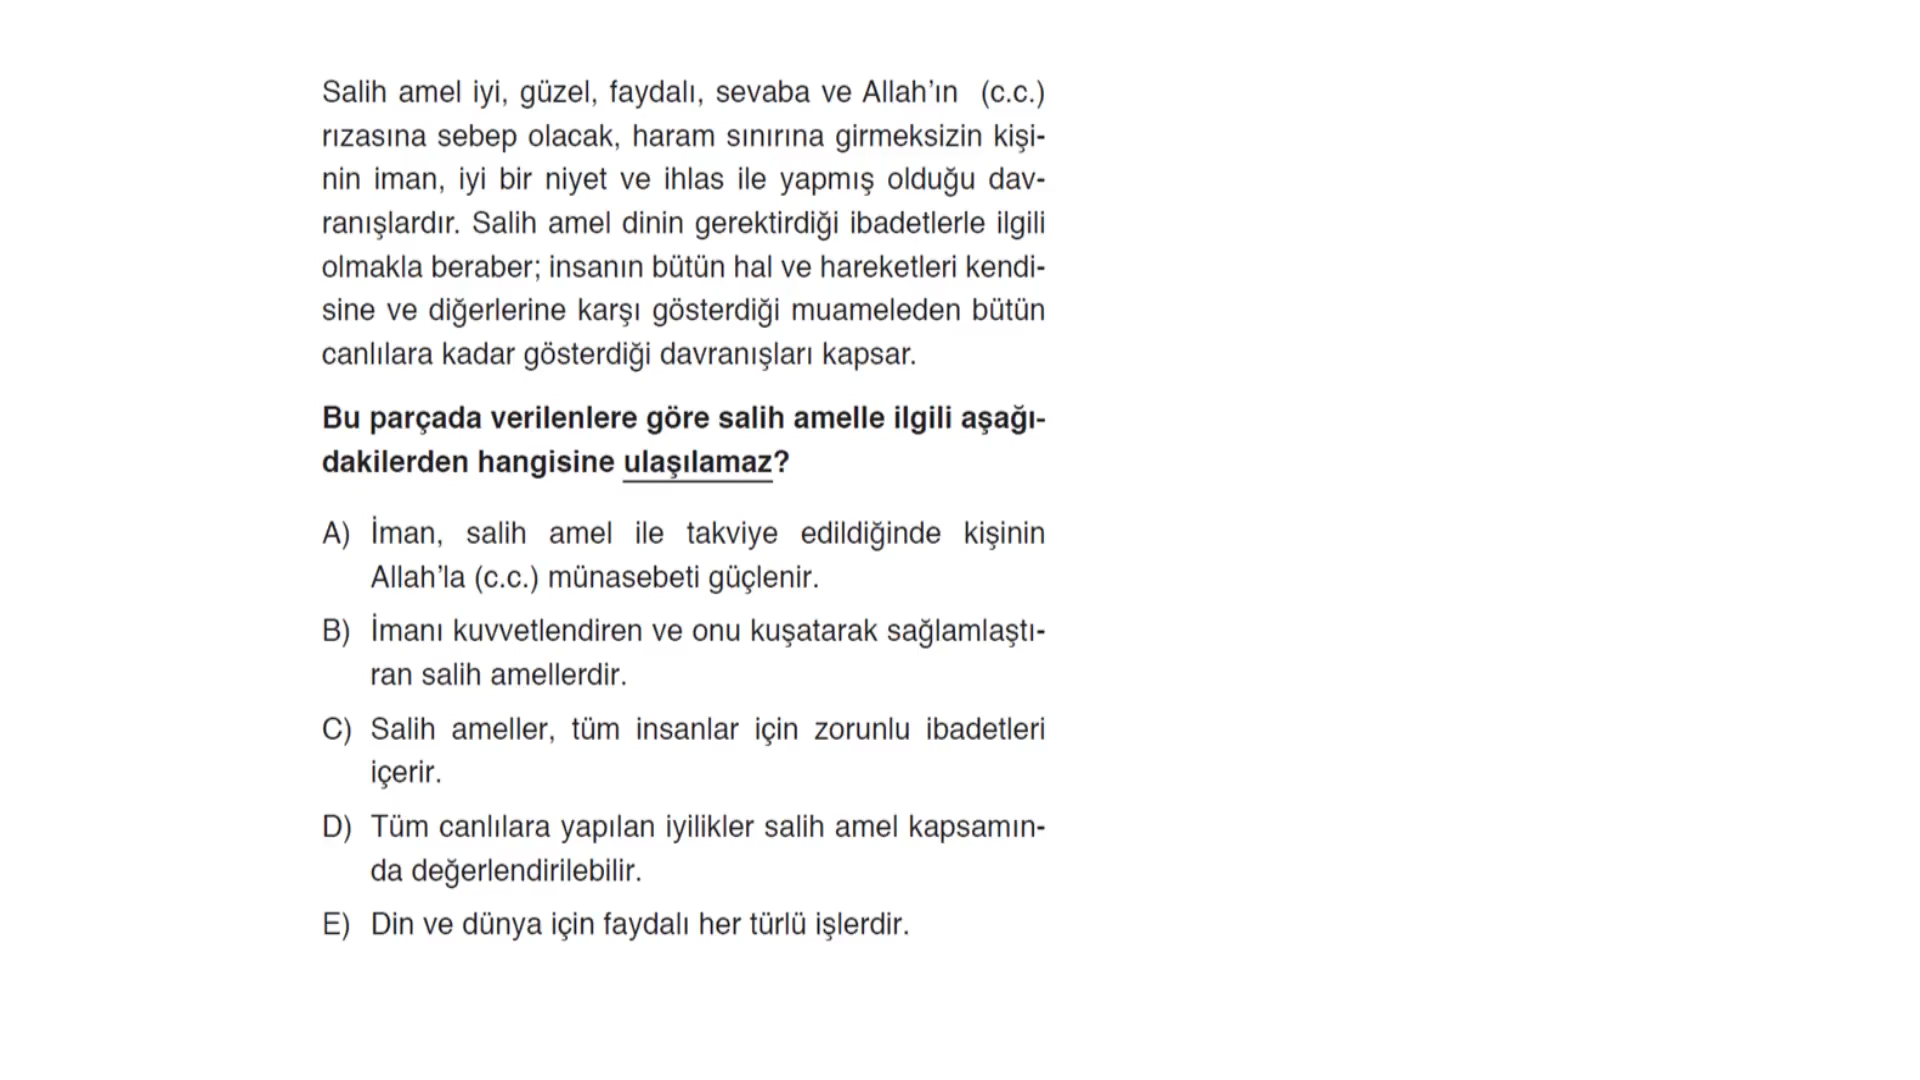 Salih amel iyi, güzel, faydalı, sevaba ve Allah’ın (c.c.)
rızasına sebep olacak, haram sınırına girmeksizin kişi-
nin iman, iyi bir niyet ve ihlas ile yapmış olduğu dav-
ranışlardır. Salih amel dinin gerektirdiği ibadetlerle ilgili
olmakla beraber; insanın bütün hal ve hareketleri kendi-
sine ve diğerlerine karşı gösterdiği muameleden bütün
canlılara kadar gösterdiği davranışları kapsar.
Bu parçada verilenlere göre salih amelle ilgili aşağı-
dakilerden hangisine ulaşılamaz?
A) İman, salih amel ile takviye edildiğinde kişinin
Allah’la (c.c.) münasebeti güçlenir.
B) İmanı kuvvetlendiren ve onu kuşatarak sağlamlaştı-
ran salih amellerdir.
C) Salih ameller, tüm insanlar için zorunlu ibadetleri
içerir.
D) Tüm canlılara yapılan iyilikler salih amel kapsamın-
da değerlendirilebilir.
E) Din ve dünya için faydalı her türlü işlerdir.